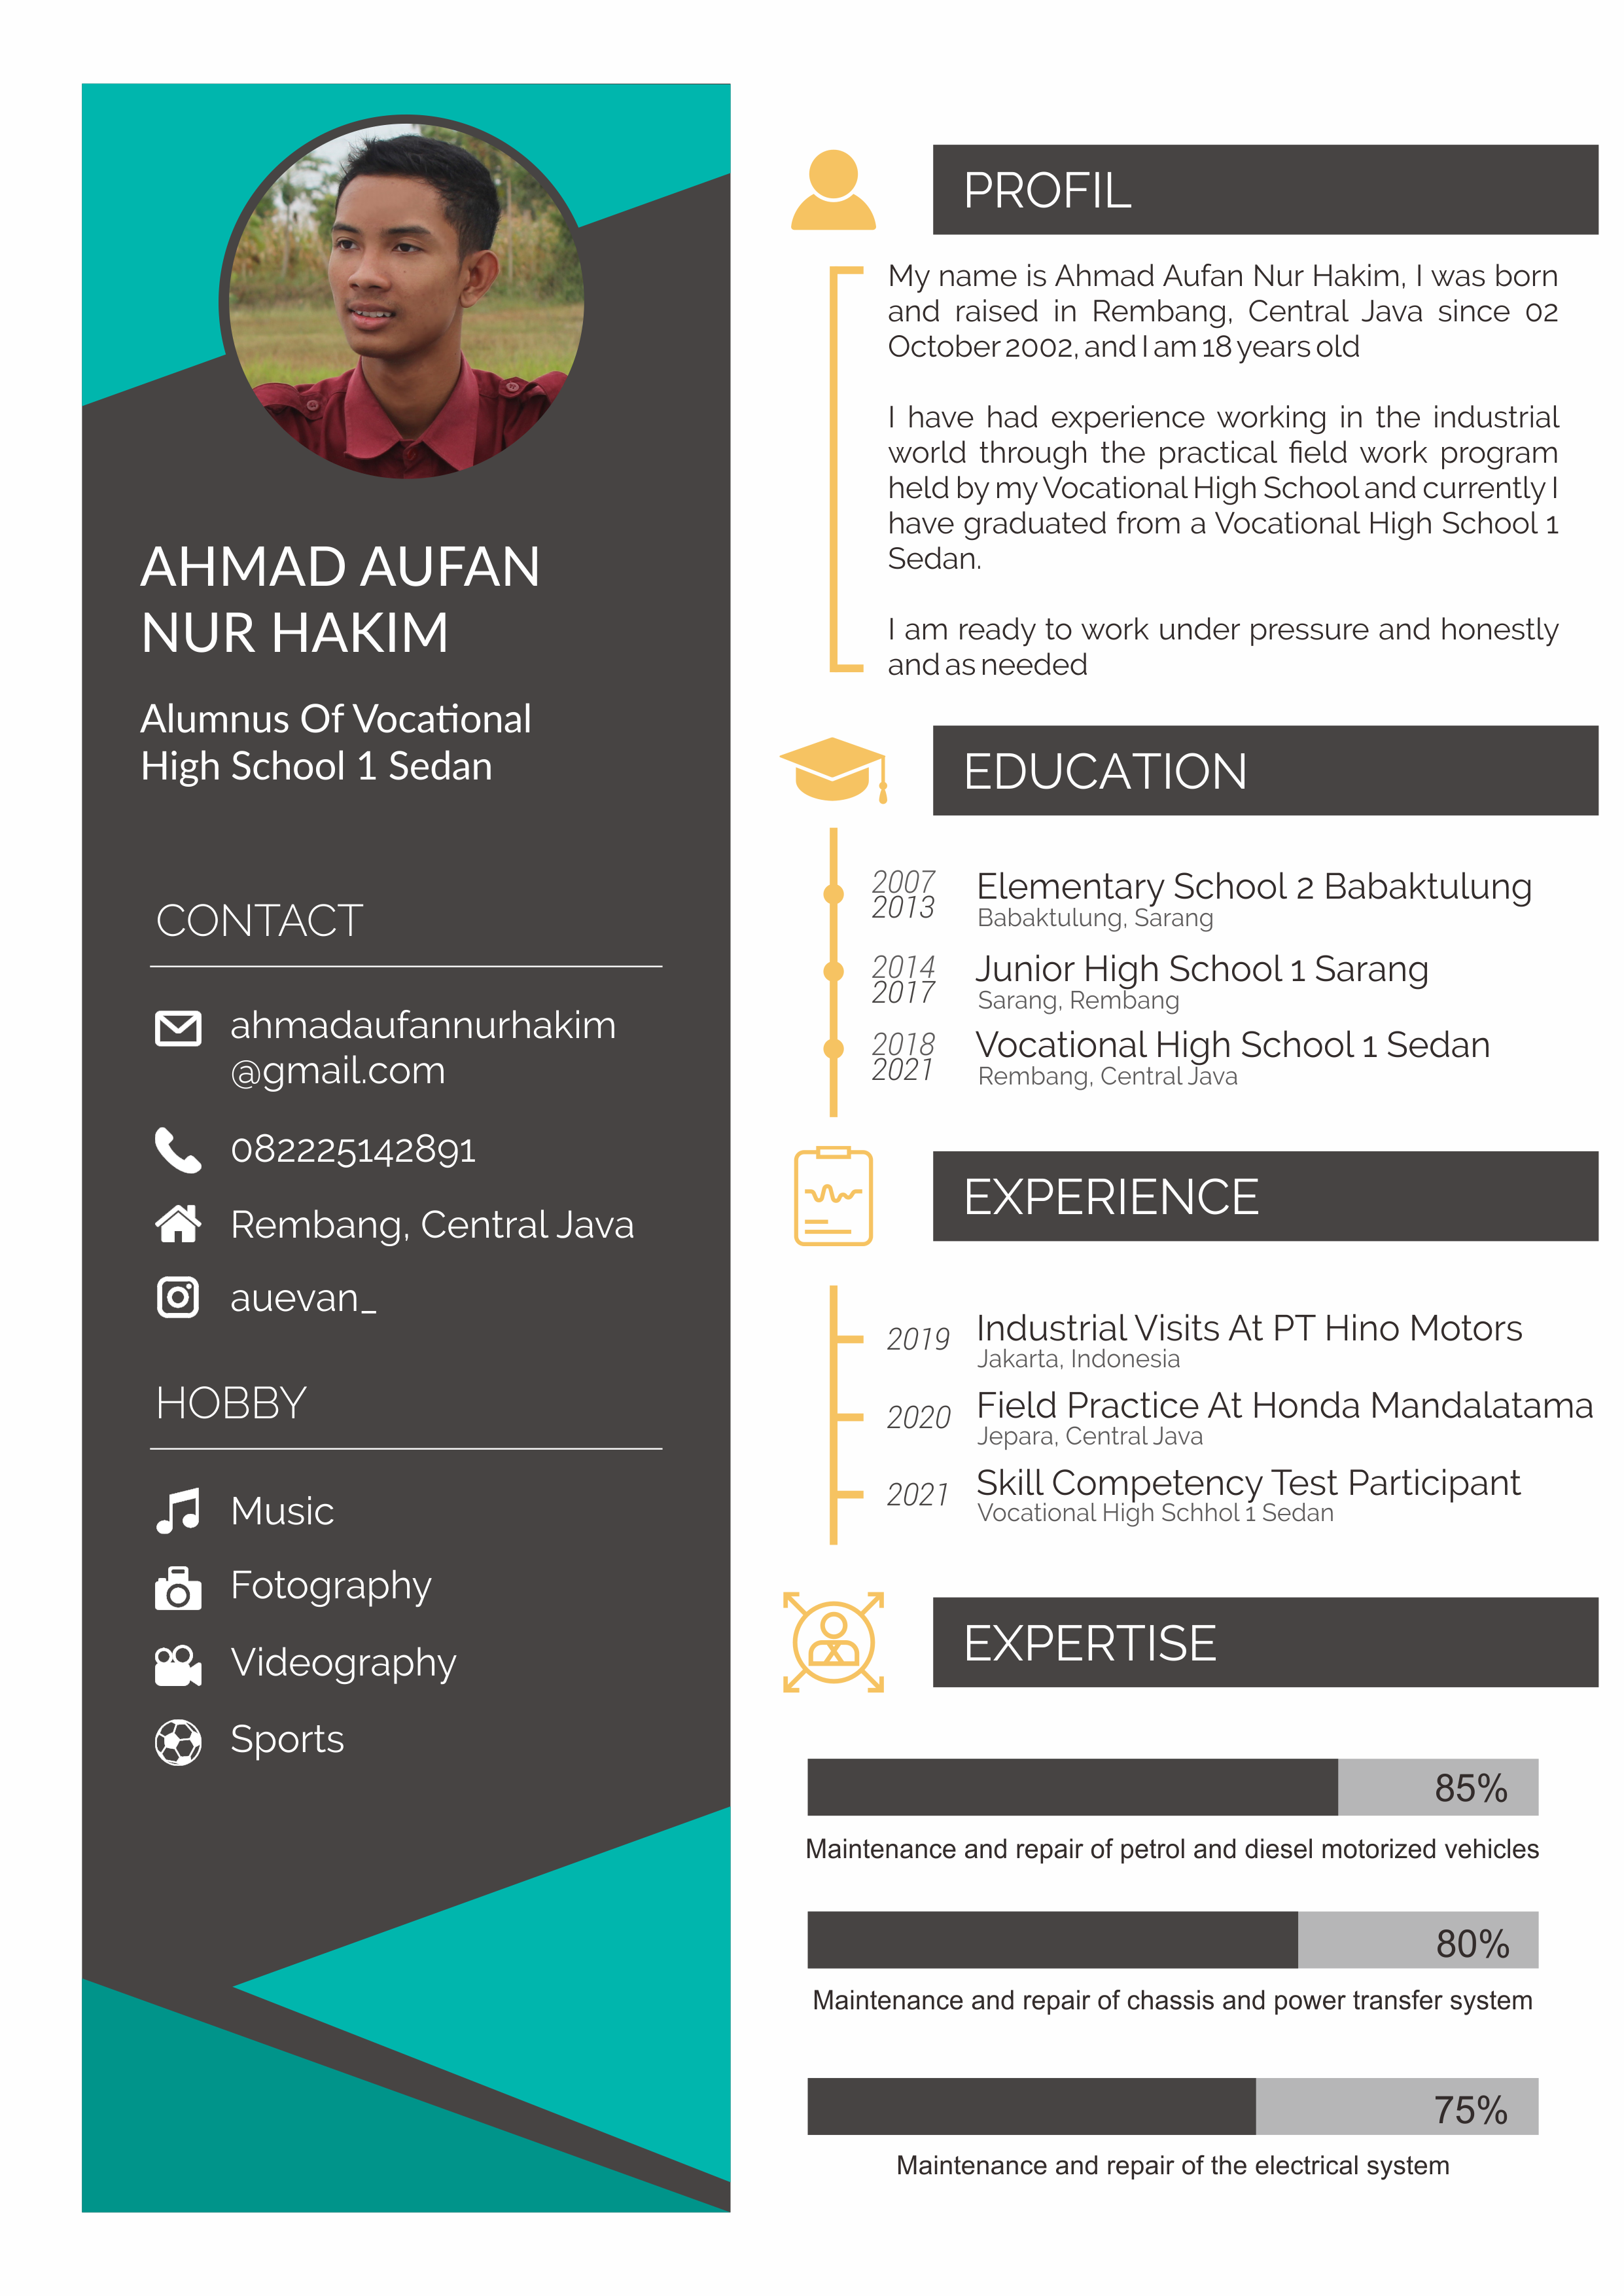 AHMAD AUFAN
NUR HAKIM
Alumnus Of Vocational
High School 1 Sedan
CONTACT
ahmadaufannurhakim
@gmail.com
082225142891
Rembang, Central Java
auevan_
HOBBY
Music
Fotography
Videography
Sports
PROFIL
My name is Ahmad Aufan Nur Hakim, I was born
and raised in Rembang, Central Java since 02
October 2002, and I am 18 years old
I have had experience working in the industrial
world through the practical field work program
held by my Vocational High School and currently I
have graduated from a Vocational High School 1
Sedan.
I am ready to work under pressure and honestly
and as needed
EDUCATION
2007
2013
Elementary School 2 Babaktulung
Babaktulung, Sarang
2014
2017
Junior High School 1 Sarang
Sarang, Rembang
2018
2021
Vocational High School 1 Sedan
Rembang, Central Java
EXPERIENCE
2019
Industrial Visits At PT Hino Motors
Jakarta, Indonesia
2020
Field Practice At Honda Mandalatama
Jepara, Central Java
2021
Skill Competency Test Participant
Vocational High Schhol 1 Sedan
EXPERTISE
85%
Maintenance and repair of petrol and diesel motorized vehicles
80%
Maintenance and repair of chassis and power transfer system
75%
Maintenance and repair of the electrical system